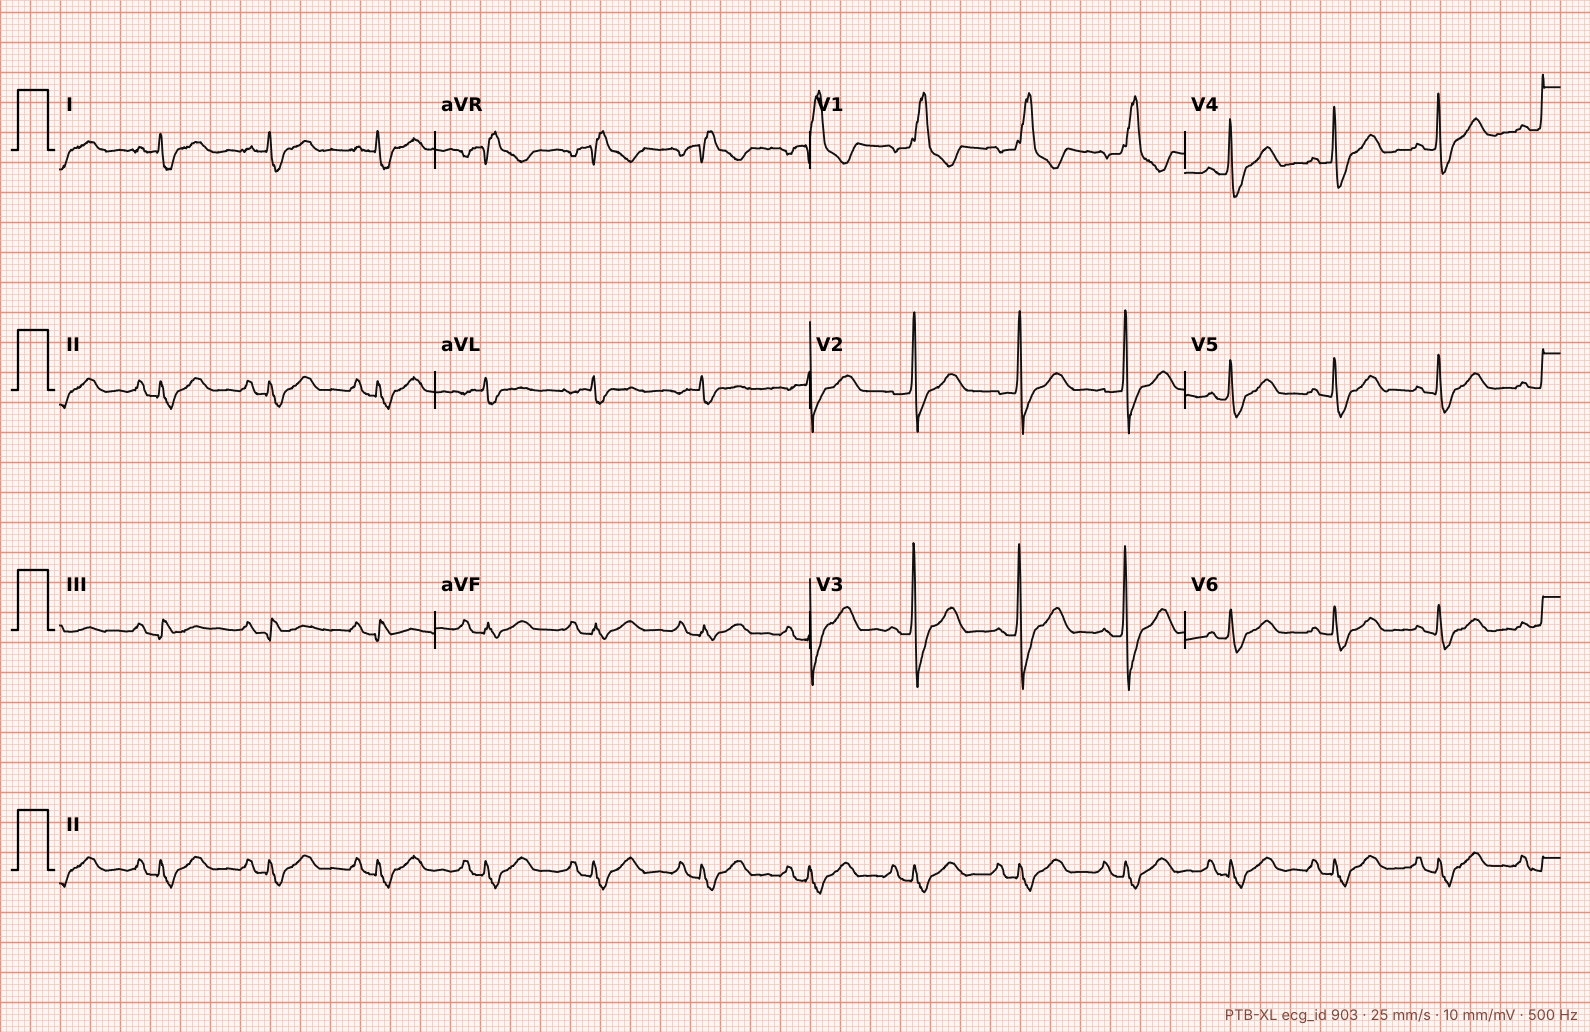 I aVR V1 V4
II aVL V2 V5
III aVF V3 V6
II
PTB-XL ecg_id 903 · 25 mm/s · 10 mm/mV · 500 Hz